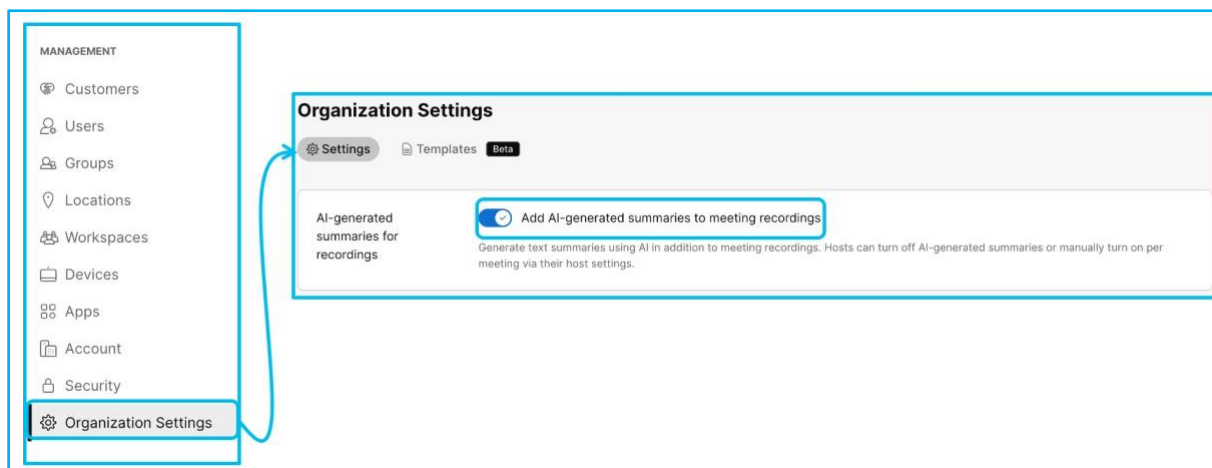 MANAGEMENT
Customers
Users
Groups
Locations
Workspaces
Devices
Apps
Account
Security
Organization Settings
Organization Settings
Settings
Templates Beta
AI-generated
summaries for
recordings
Add AI-generated summaries to meeting recordings
Generate text summaries using AI in addition to meeting recordings. Hosts can turn off AI-generated summaries or manually turn on per
meeting via their host settings.